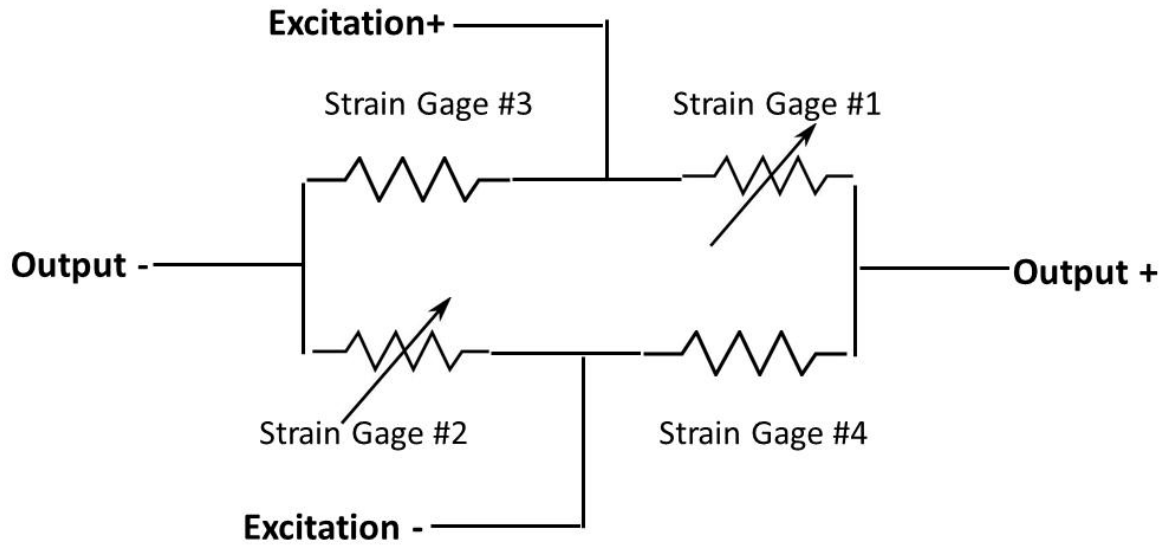 Excitation+
Strain Gage #3
Strain Gage #1
Output -
Output +
Strain Gage #2
Strain Gage #4
Excitation -